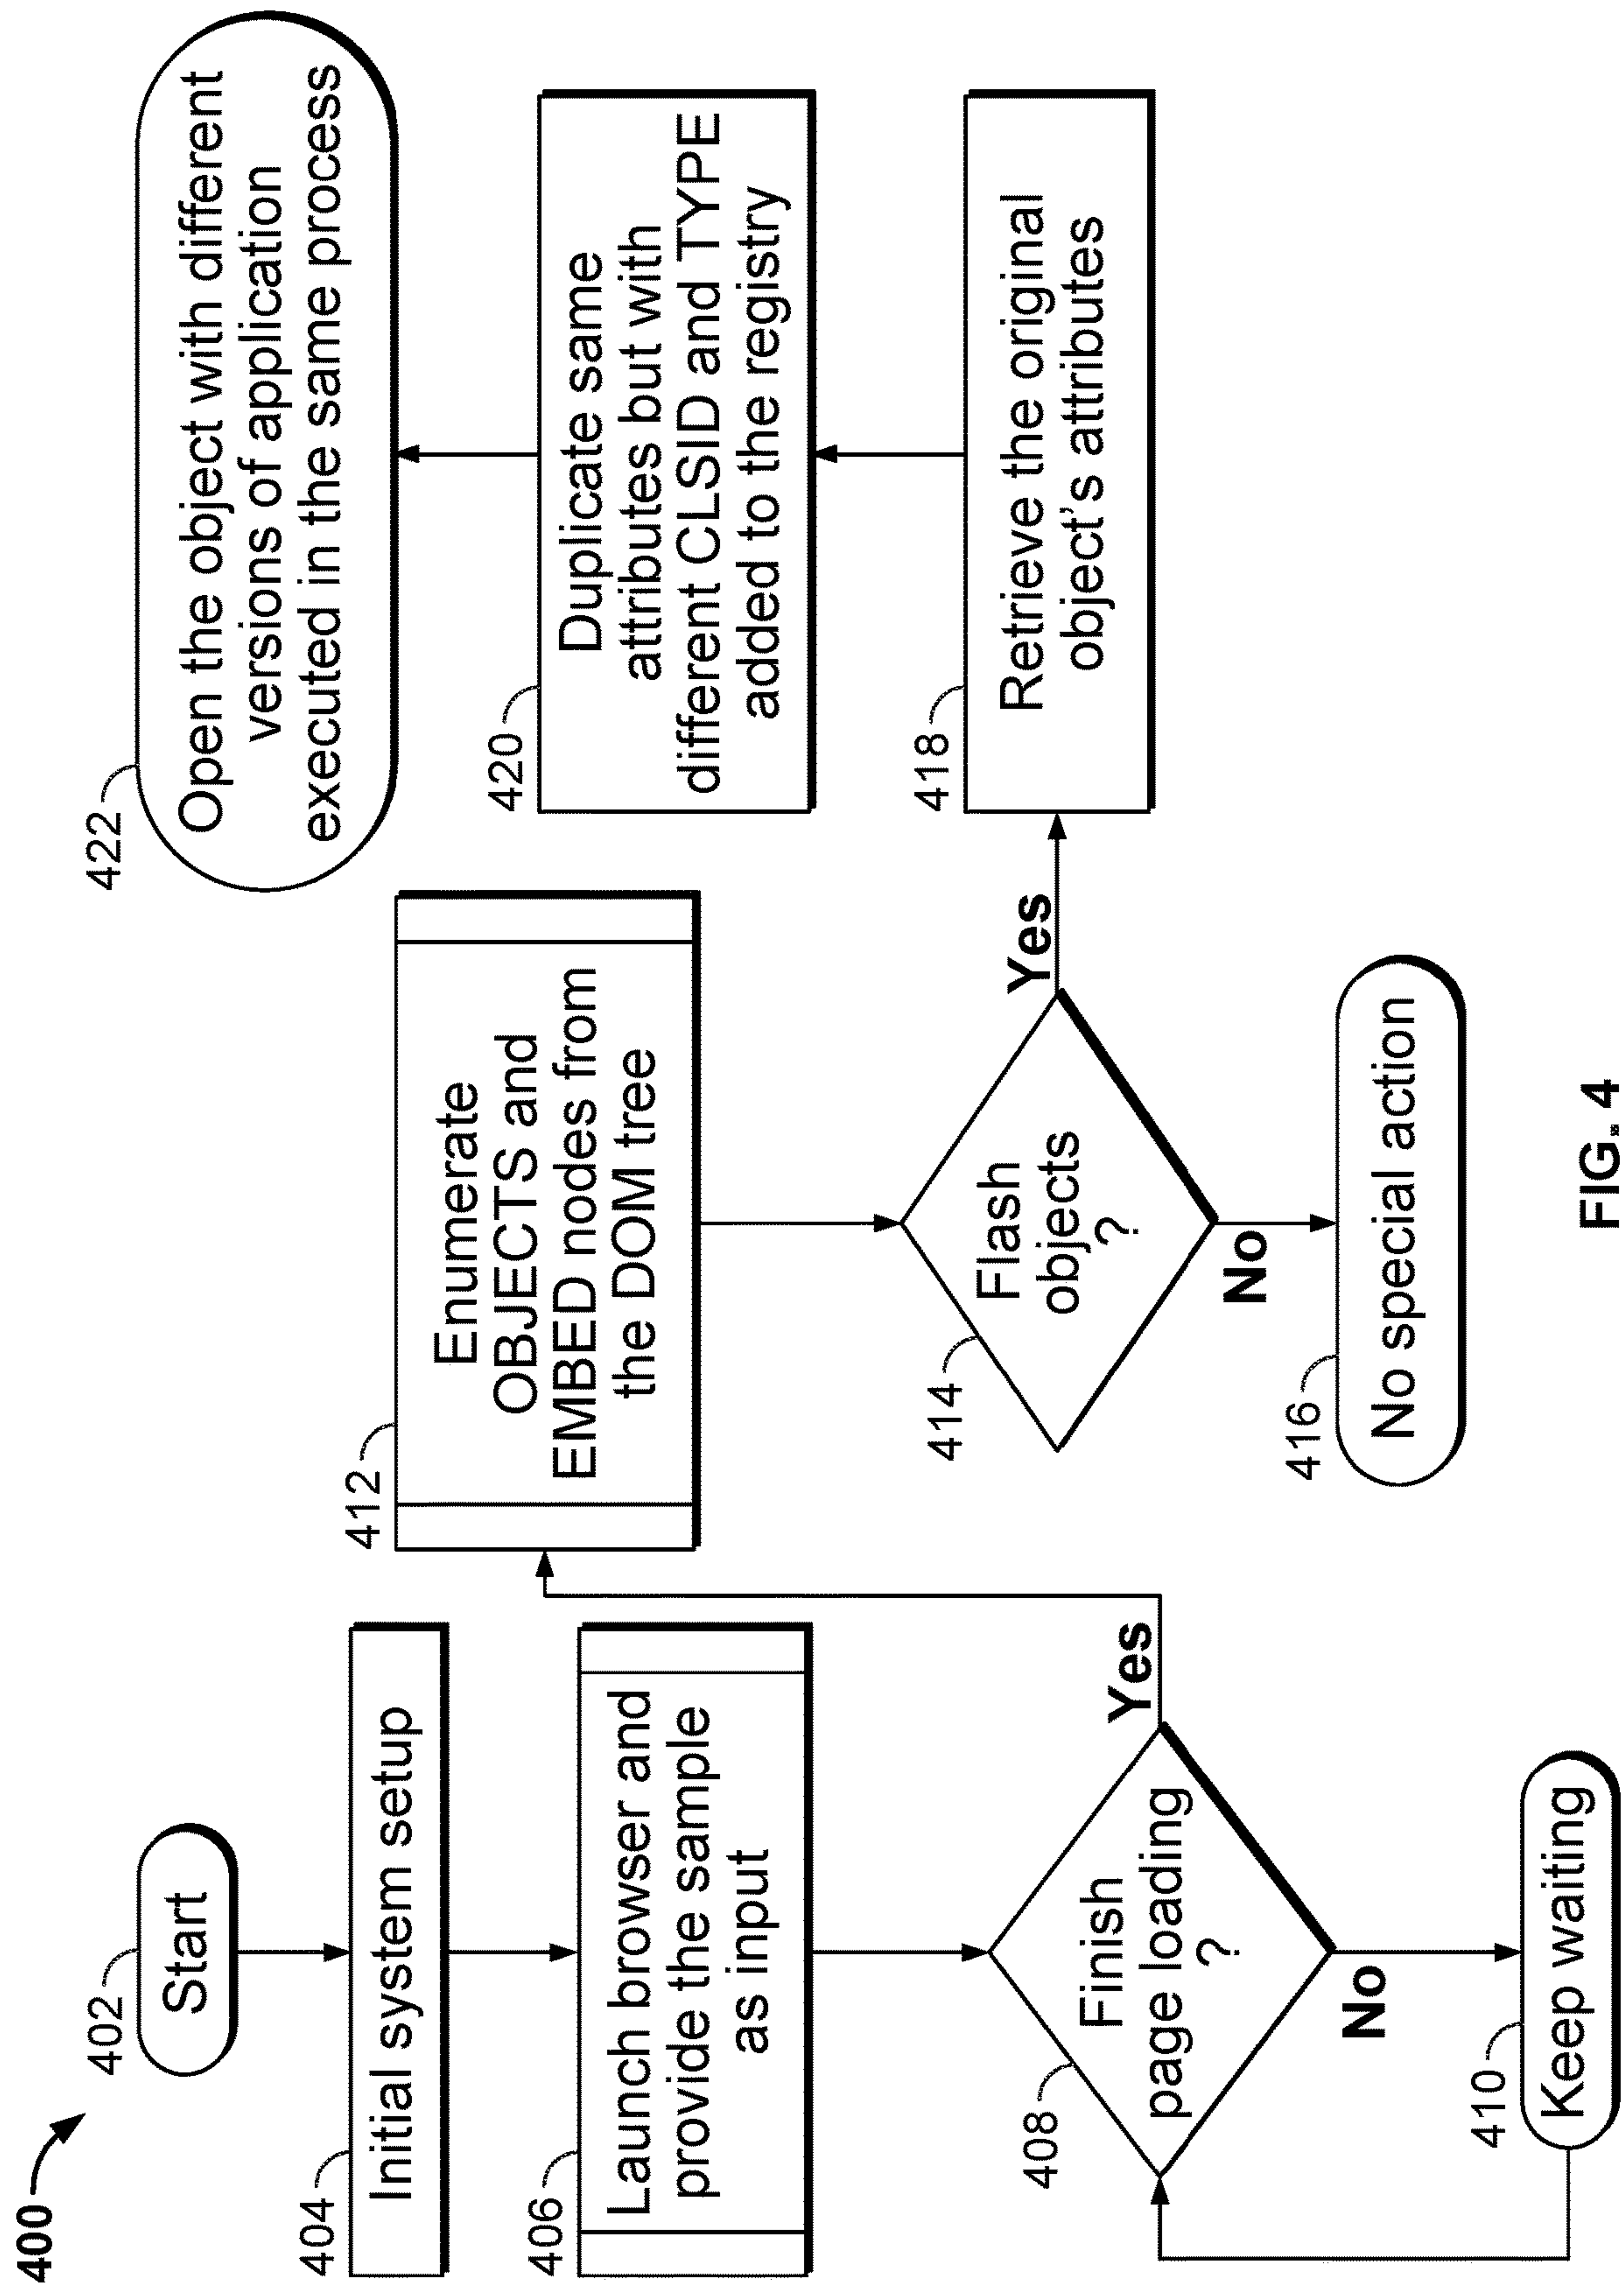 400
402
Start
404
Initial system setup
406
Launch browser and
provide the sample
as input
408
Finish
page loading
?
Yes
No
410
Keep waiting
412
Enumerate
OBJECTS and
EMBED nodes from
the DOM tree
414
Flash
objects
?
Yes
No
416
No special action
418
Retrieve the original
object's attributes
420
Duplicate same
attributes but with
different CLSID and TYPE
added to the registry
422
Open the object with different
versions of application
executed in the same process
FIG. 4